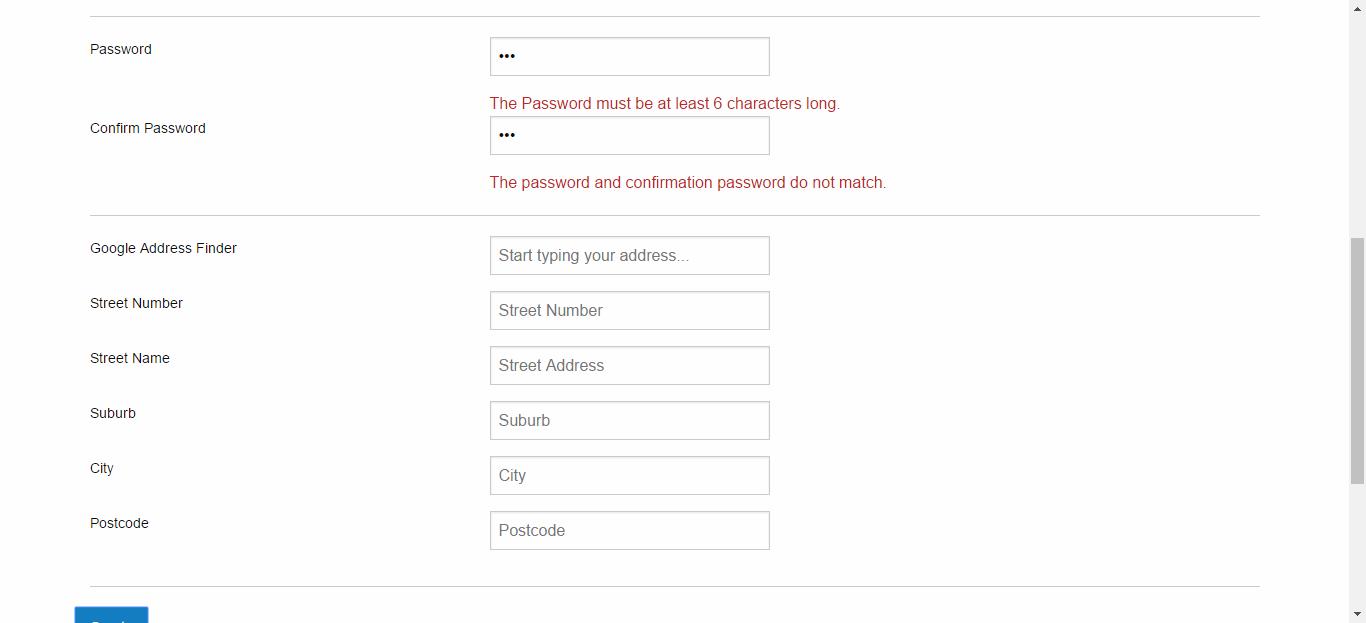 Password
•••
The Password must be at least 6 characters long.
Confirm Password
•••
The password and confirmation password do not match.
Google Address Finder
Start typing your address...
Street Number
Street Number
Street Name
Street Address
Suburb
Suburb
City
City
Postcode
Postcode